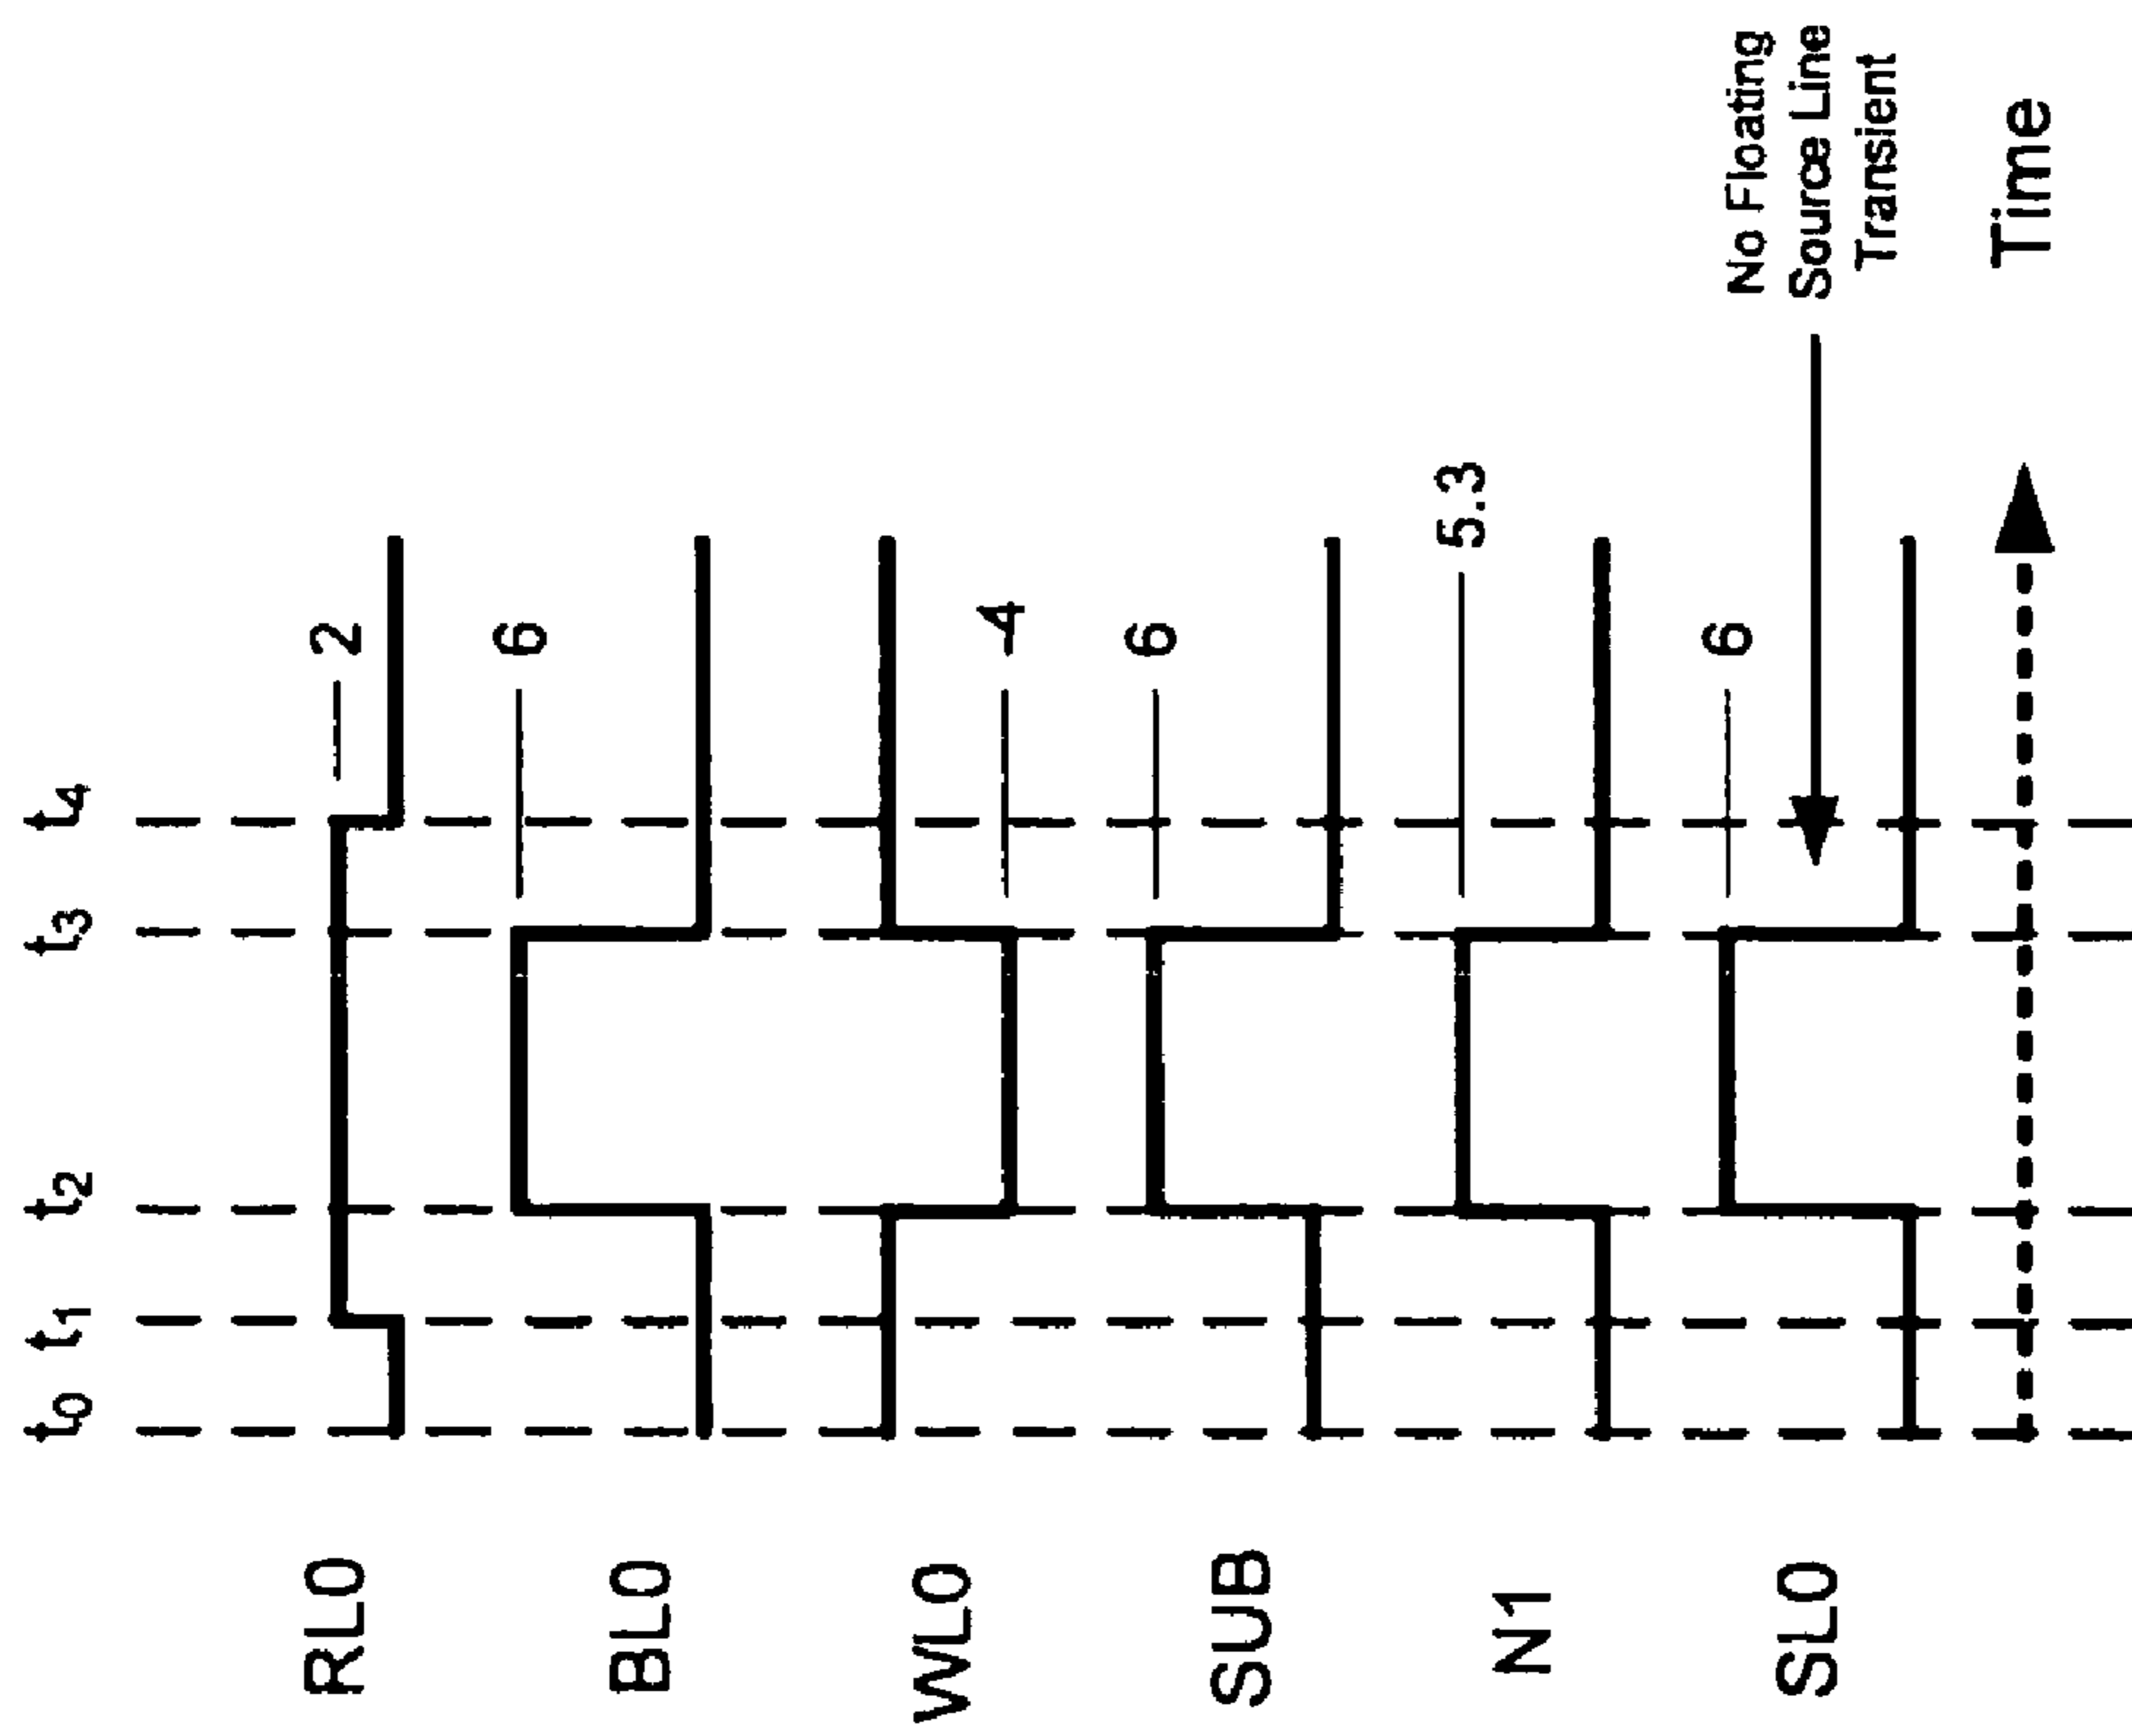 t0 t1 t2 t3 t4
RL0 2
BL0 6
WL0 -4
SUB 6
N1 5.3
SL0 6
No Floating
Source Line
Transient
Time